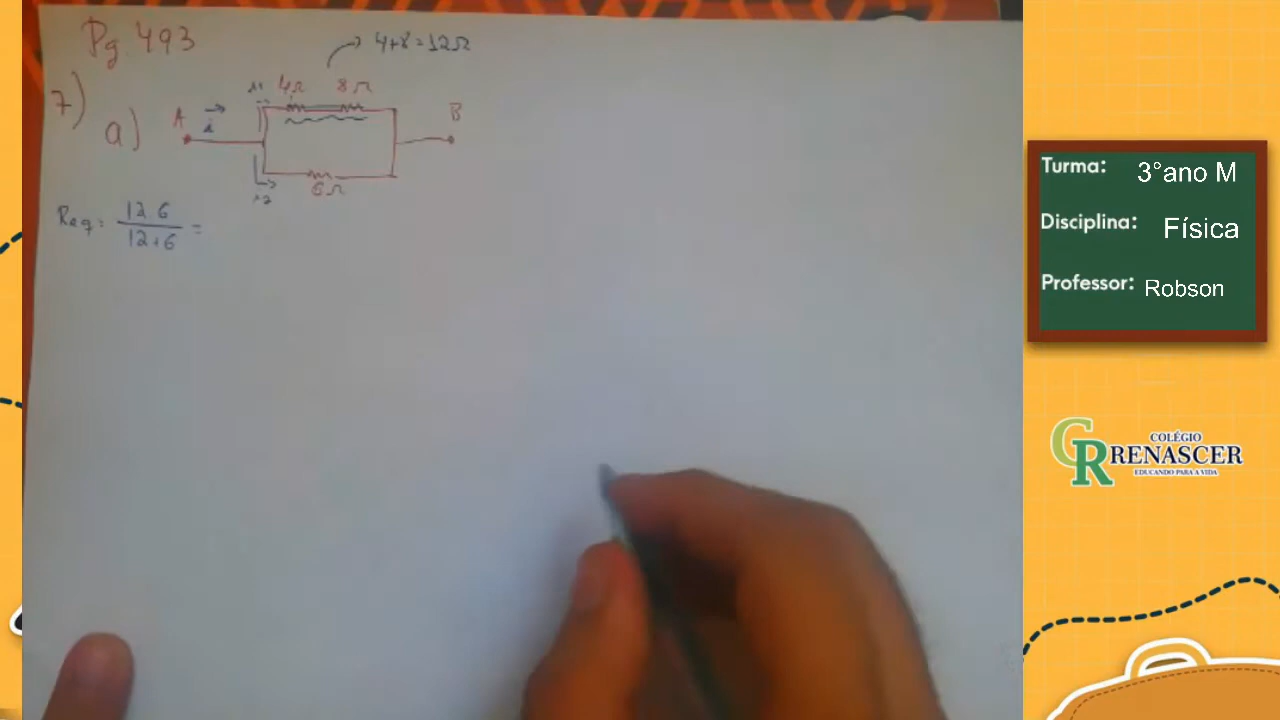 Pg 493
4+8=12Ω
7)
a)
A
i
i1
4Ω
8Ω
B
i2
6Ω
Req = 12.6
12+6 =
Turma: 3°ano M
Disciplina: Física
Professor: Robson
CR
COLÉGIO
RENASCER
EDUCANDO PARA A VIDA